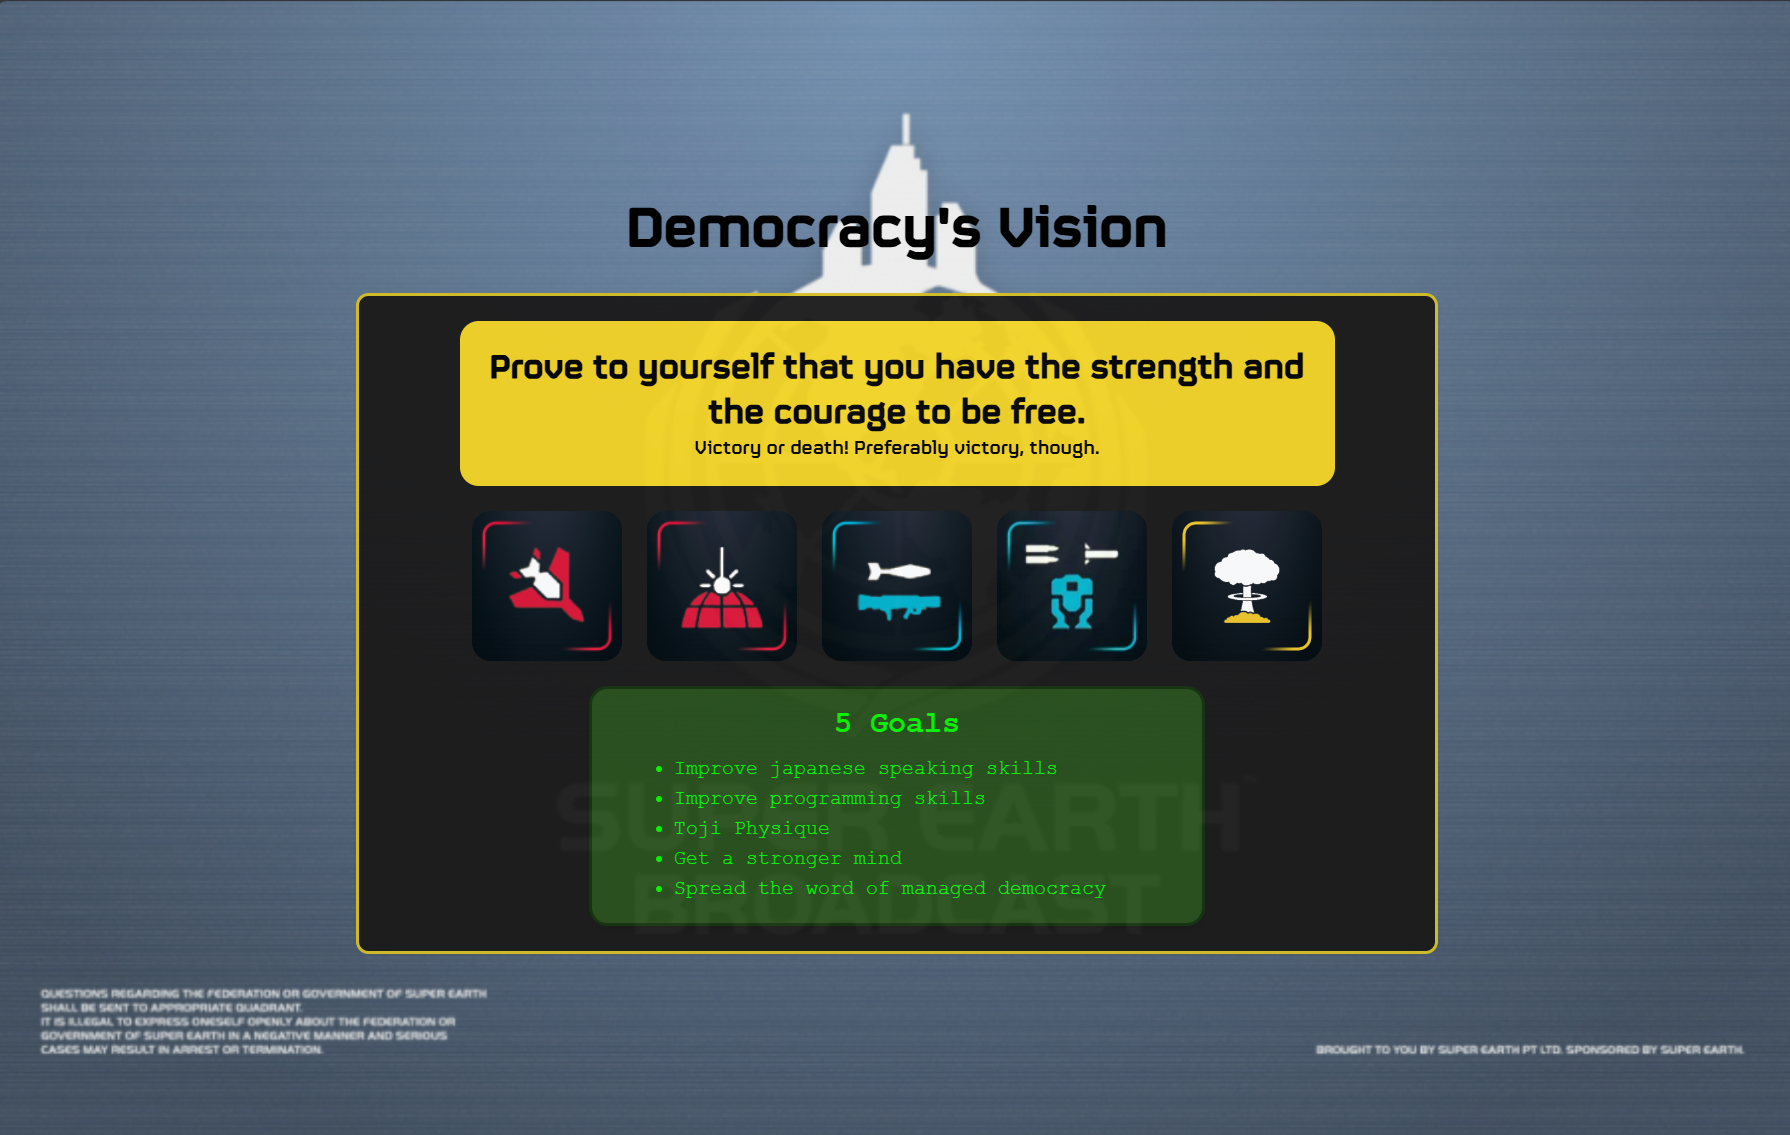 Democracy's Vision
Prove to yourself that you have the strength and
the courage to be free.
Victory or death! Preferably victory, though.
5 Goals
• Improve japanese speaking skills
• Improve programming skills
• Toji Physique
• Get a stronger mind
• Spread the word of managed democracy
SUPER EARTH™
BROADCAST
QUESTIONS REGARDING THE FEDERATION OR GOVERNMENT OF SUPER EARTH
SHALL BE SENT TO APPROPRIATE QUADRANT.
IT IS ILLEGAL TO EXPRESS ONESELF OPENLY ABOUT THE FEDERATION OR
GOVERNMENT OF SUPER EARTH IN A NEGATIVE MANNER AND SERIOUS
CASES MAY RESULT IN ARREST OR TERMINATION.
BROUGHT TO YOU BY SUPER EARTH PT LTD. SPONSORED BY SUPER EARTH.